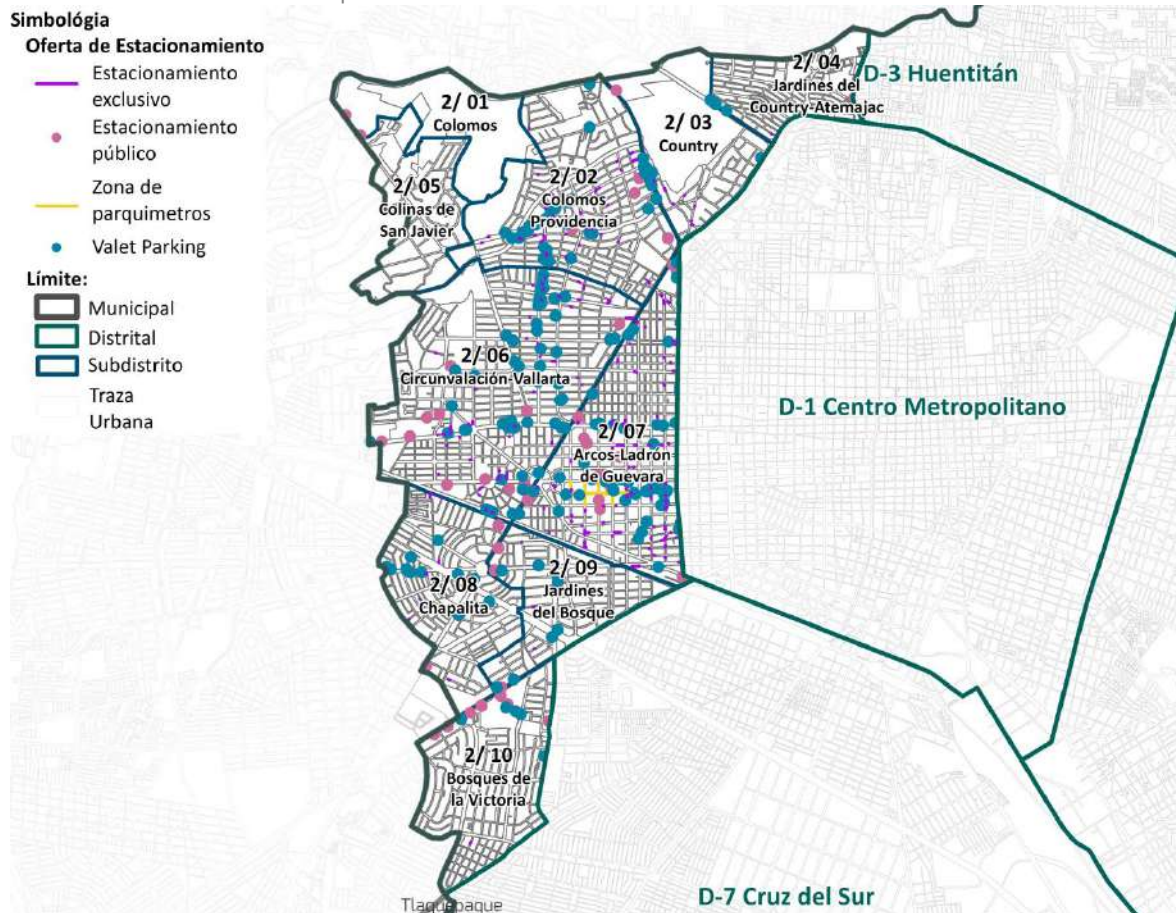 Simbológia
Oferta de Estacionamiento
Estacionamiento
exclusivo
Estacionamiento
público
Zona de
parquimetros
Valet Parking
Límite:
Municipal
Distrital
Subdistrito
Traza
Urbana
2/ 01
Colomos
2/ 02
Colomos
Providencia
2/ 03
Country
2/ 04
Jardines del
Country-Atemajac
D-3 Huentitán
2/ 05
Colinas de
San Javier
2/ 06
Circunvalación-Vallarta
D-1 Centro Metropolitano
2/ 07
Arcos-Ladrón
de Guevara
2/ 08
Chapalita
2/ 09
Jardines
del Bosque
2/ 10
Bosques de
la Victoria
Tlaquepaque
D-7 Cruz del Sur